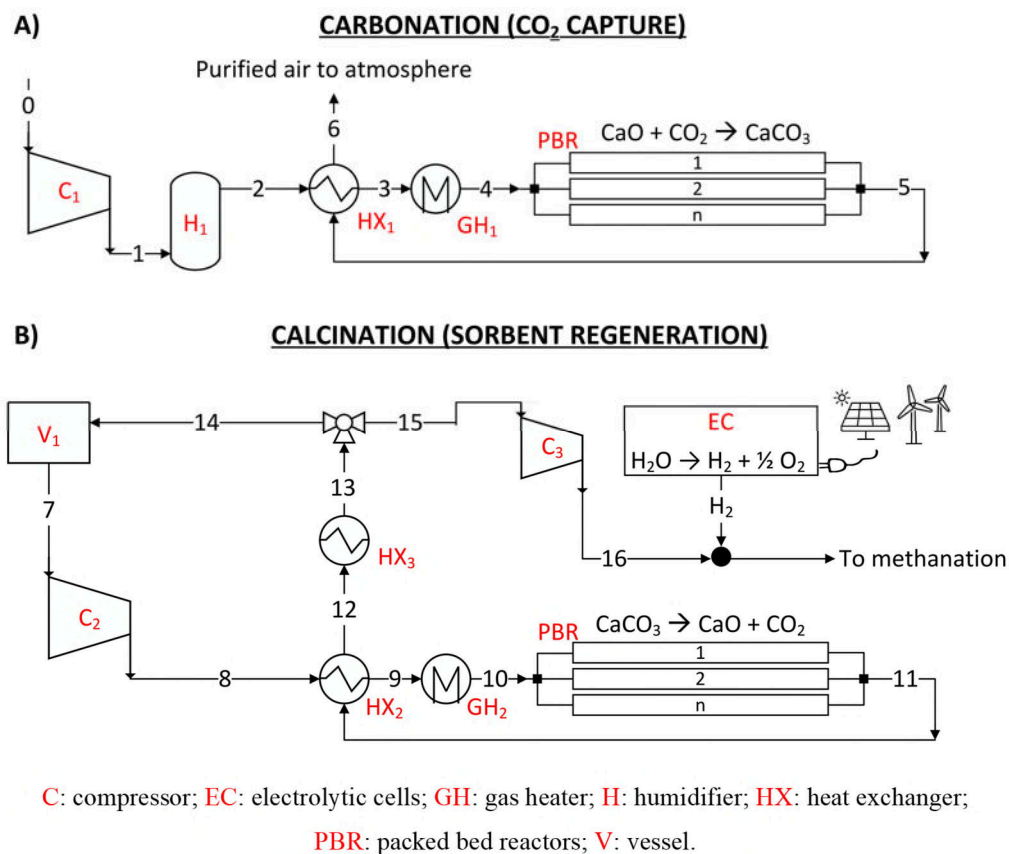 A)
CARBONATION (CO₂ CAPTURE)
Purified air to atmosphere
0
6
PBR
CaO + CO₂ → CaCO₃
C₁
H₁
1
2
HX₁
3
GH₁
4
1
2
n
5
B)
CALCINATION (SORBENT REGENERATION)
V₁
14
15
C₃
EC
H₂O → H₂ + ½ O₂
H₂
7
13
HX₃
16
To methanation
12
C₂
PBR
CaCO₃ → CaO + CO₂
8
HX₂
9
GH₂
10
1
2
n
11
C: compressor; EC: electrolytic cells; GH: gas heater; H: humidifier; HX: heat exchanger;
PBR: packed bed reactors; V: vessel.